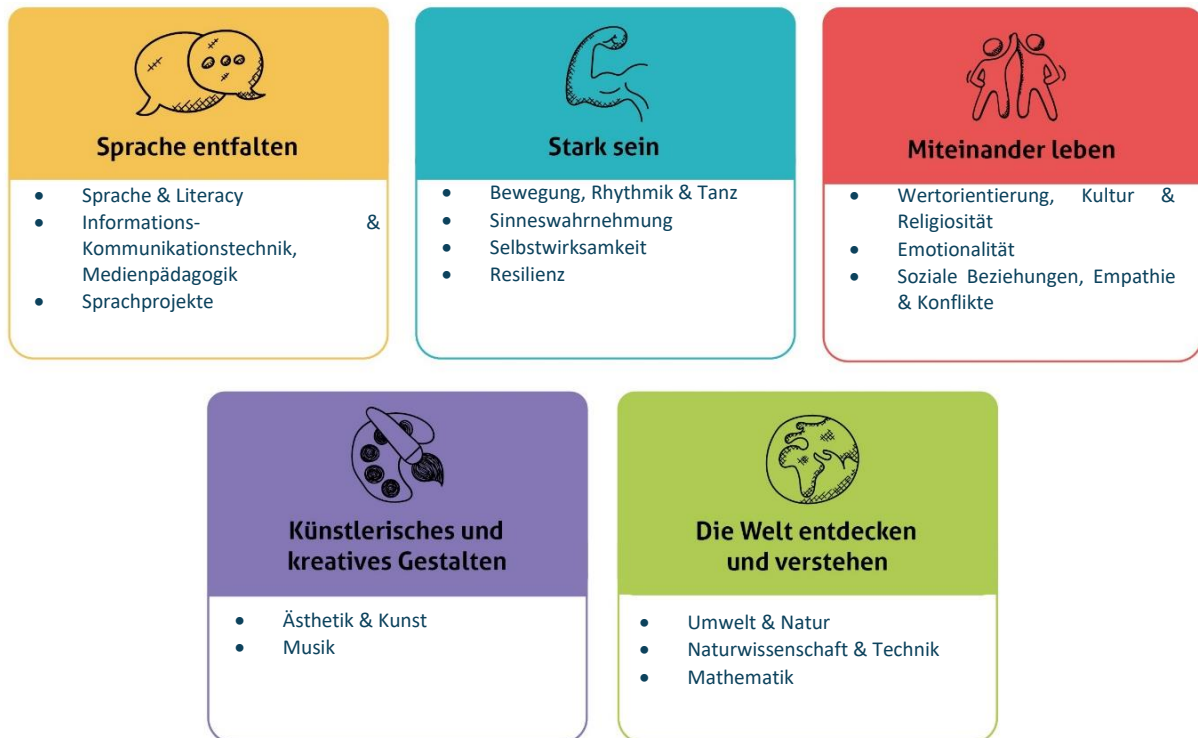 Sprache entfalten
• Sprache & Literacy
• Informations- &
Kommunikationstechnik,
Medienpädagogik
• Sprachprojekte
Stark sein
• Bewegung, Rhythmik & Tanz
• Sinneswahrnehmung
• Selbstwirksamkeit
• Resilienz
Miteinander leben
• Wertorientierung, Kultur &
Religiosität
• Emotionalität
• Soziale Beziehungen, Empathie
& Konflikte
Künstlerisches und
kreatives Gestalten
• Ästhetik & Kunst
• Musik
Die Welt entdecken
und verstehen
• Umwelt & Natur
• Naturwissenschaft & Technik
• Mathematik